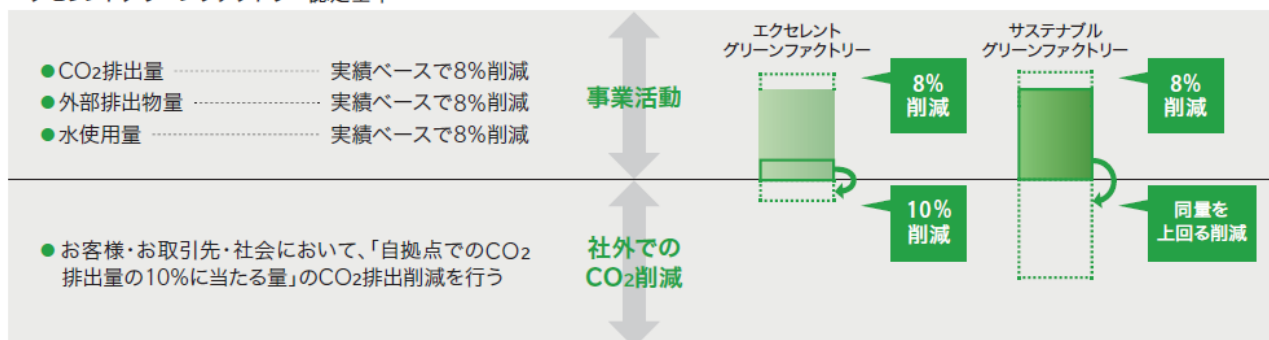 ●CO2排出量 実績ベースで8%削減
●外部排出物量 実績ベースで8%削減
●水使用量 実績ベースで8%削減
事業活動
エクセレント
グリーンファクトリー
8%
削減
10%
削減
サステナブル
グリーンファクトリー
8%
削減
同量を
上回る削減
●お客様・お取引先・社会において、「自拠点でのCO2
排出量の10%に当たる量」のCO2排出削減を行う
社外での
CO2削減